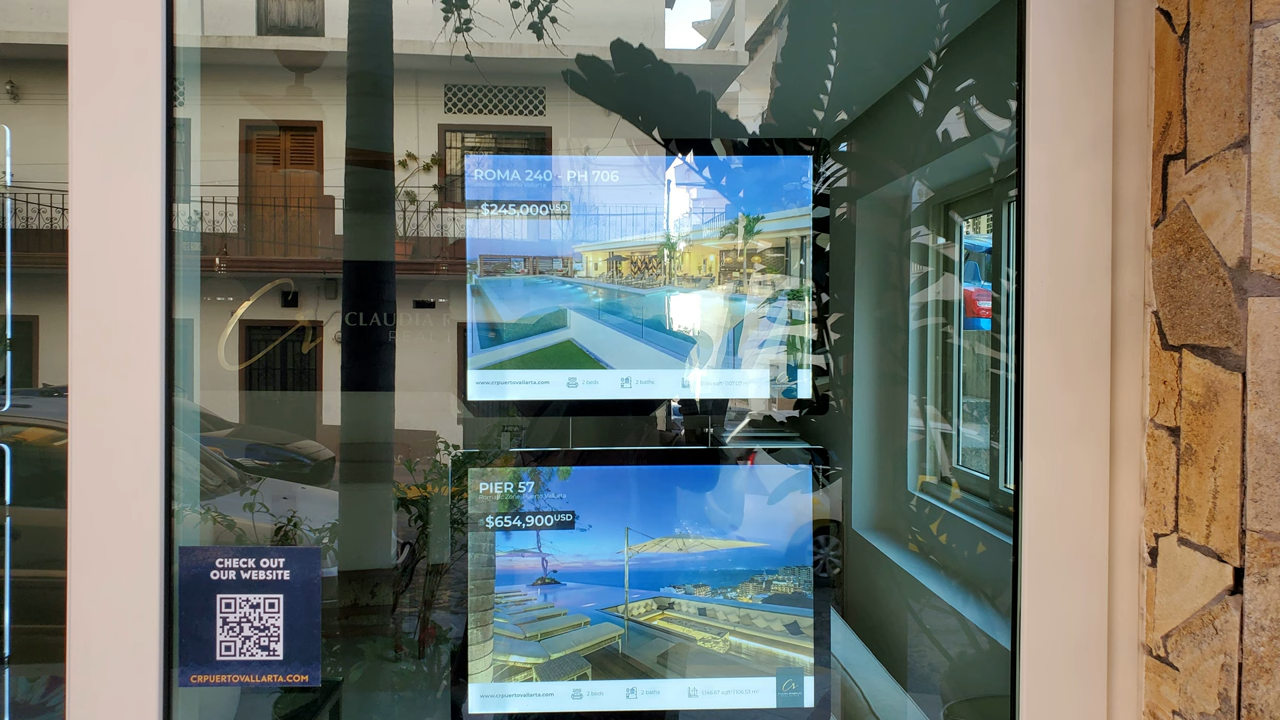 ROMA 240 - PH 706
$245,000USD
CLAUDIA
www.crpuertovallarta.com
2 beds
2 baths
PIER 57
Romantic Zone, Puerto Vallarta
$654,900USD
www.crpuertovallarta.com
2 beds
2 baths
CHECK OUT
OUR WEBSITE
CRPUERTOVALLARTA.COM